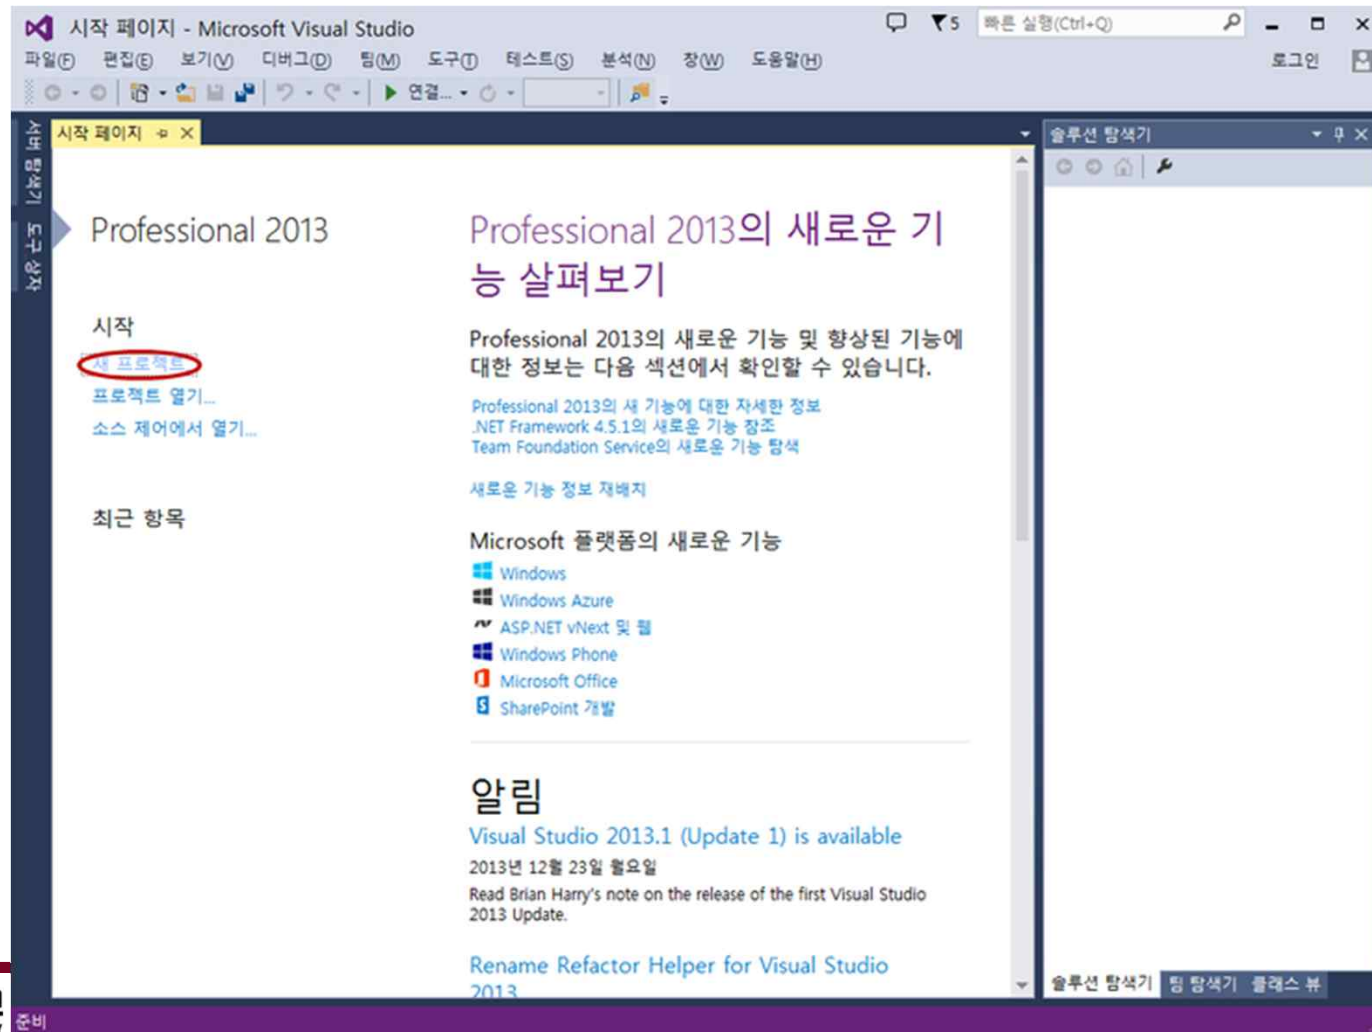 시작 페이지 - Microsoft Visual Studio
5
빠른 실행(Ctrl+Q)
파일(F) 편집(E) 보기(V) 디버그(D) 팀(M) 도구(T) 테스트(S) 분석(N) 창(W) 도움말(H)
로그인
연결...
서버 탐색기
도구 상자
시작 페이지
Professional 2013
시작
새 프로젝트
프로젝트 열기...
소스 제어에서 열기...
최근 항목
Professional 2013의 새로운 기
능 살펴보기
Professional 2013의 새로운 기능 및 향상된 기능에
대한 정보는 다음 섹션에서 확인할 수 있습니다.
Professional 2013의 새 기능에 대한 자세한 정보
.NET Framework 4.5.1의 새로운 기능 참조
Team Foundation Service의 새로운 기능 탐색
새로운 기능 정보 재배치
Microsoft 플랫폼의 새로운 기능
Windows
Windows Azure
ASP.NET vNext 및 웹
Windows Phone
Microsoft Office
SharePoint 개발
알림
Visual Studio 2013.1 (Update 1) is available
2013년 12월 23일 월요일
Read Brian Harry's note on the release of the first Visual Studio
2013 Update.
Rename Refactor Helper for Visual Studio
2013
솔루션 탐색기
솔루션 탐색기 팀 탐색기 클래스 뷰
준비